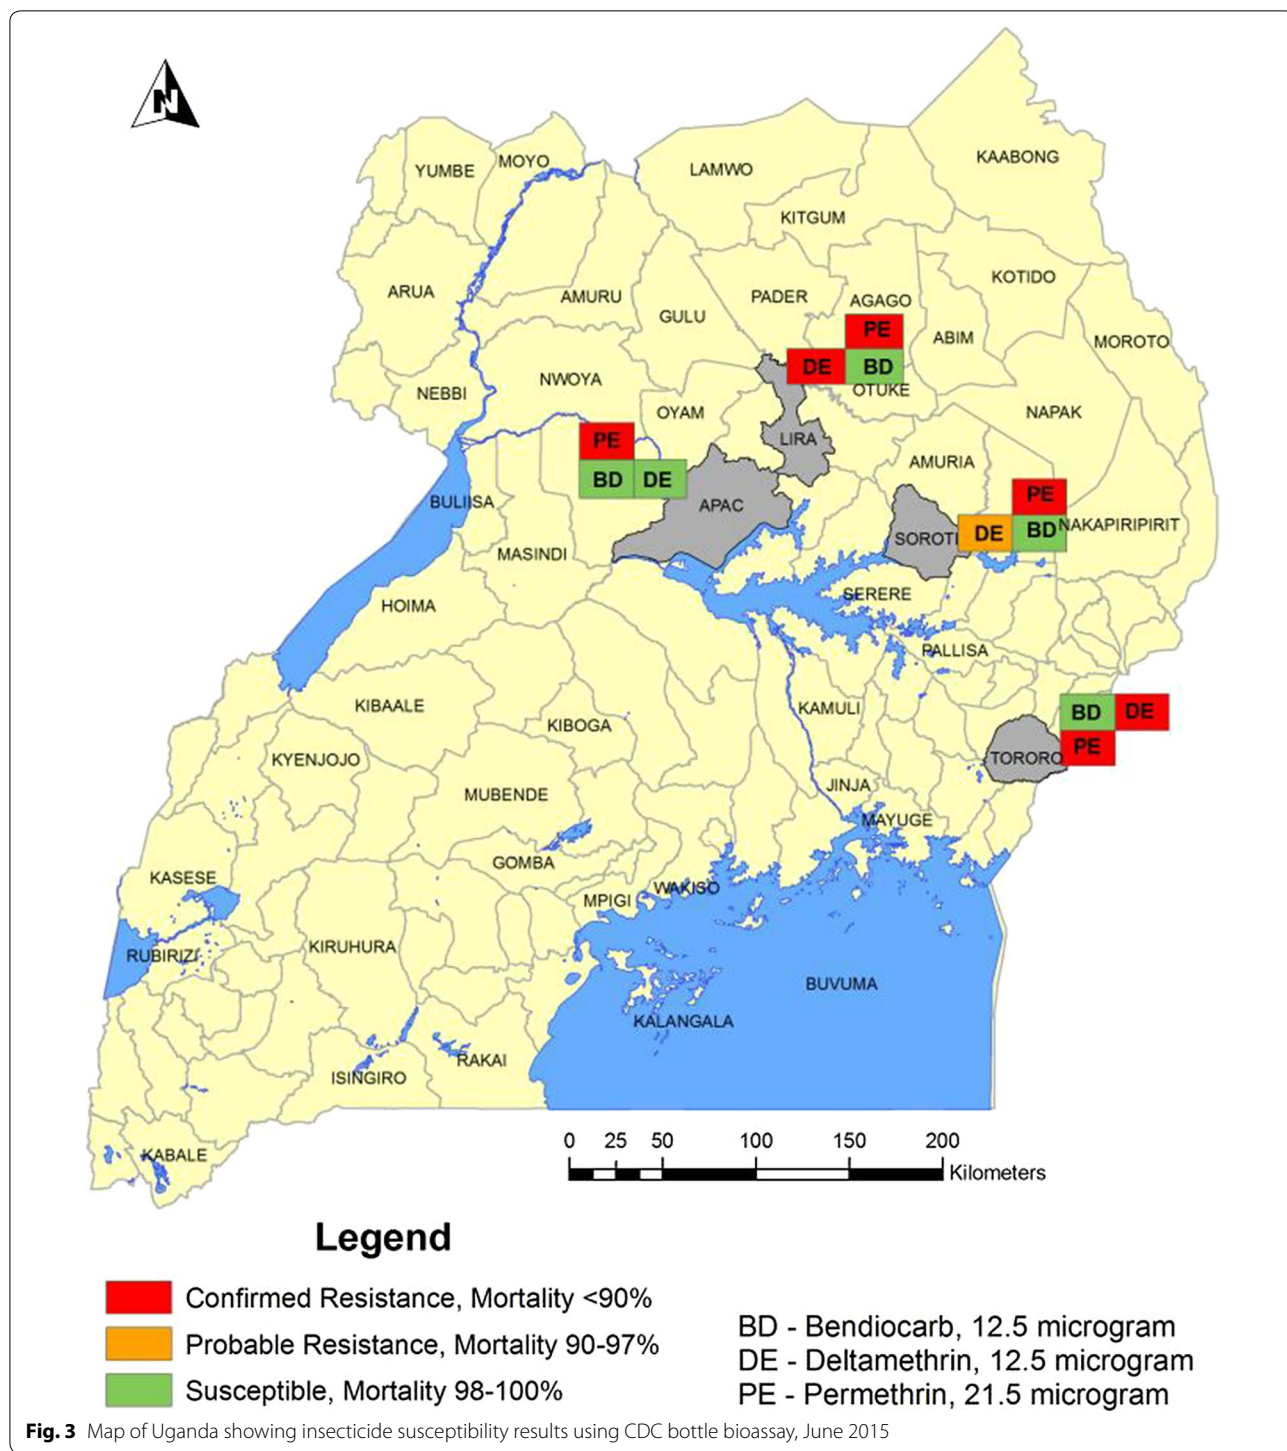 N
KAABONG
MOYO
YUMBE
LAMWO
KITGUM
KOTIDO
ARUA
AMURU
PADER
AGAGO
GULU
PE
ABIM
MOROTO
DE
BD
NEBBI
NWOYA
OTUKE
OYAM
NAPAK
PE
LIRA
AMURIA
BD
DE
PE
BULIISA
APAC
NAKAPIRIPIRIT
DE
BD
SOROTI
MASINDI
SERERE
HOIMA
PALLISA
KIBAALE
KAMULI
BD
DE
KIBOGA
PE
KYENJOJO
TORORO
JINJA
MUBENDE
MAYUGE
GOMBA
KASESE
WAKISO
MPIGI
KIRUHURA
RUBIRIZI
BUVUMA
KALANGALA
RAKAI
ISINGIRO
KABALE
0 25 50 100 150 200
Kilometers
Legend
Confirmed Resistance, Mortality <90%
Probable Resistance, Mortality 90-97%
Susceptible, Mortality 98-100%
BD - Bendiocarb, 12.5 microgram
DE - Deltamethrin, 12.5 microgram
PE - Permethrin, 21.5 microgram
Fig. 3 Map of Uganda showing insecticide susceptibility results using CDC bottle bioassay, June 2015